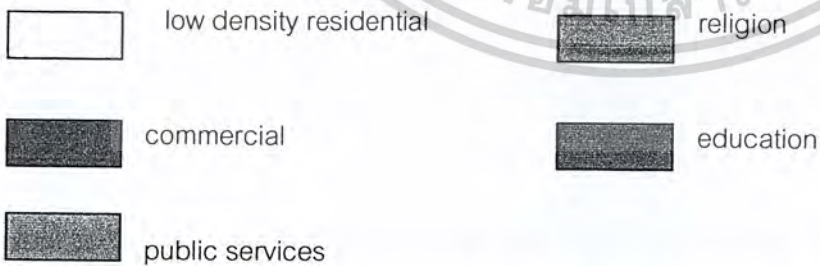 low density residential
religion
commercial
education
public services